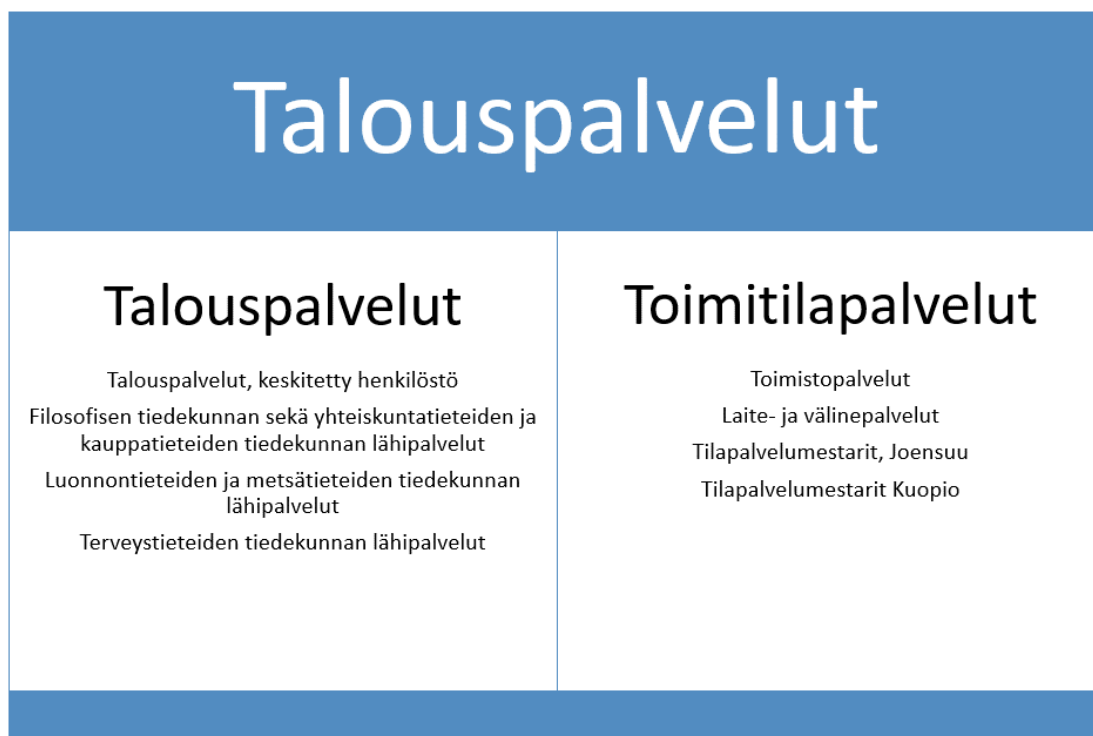 Talouspalvelut
Talouspalvelut
Talouspalvelut, keskitetty henkilöstö
Filosofisen tiedekunnan sekä yhteiskuntatieteiden ja
kauppatieteiden tiedekunnan lähipalvelut
Luonnontieteiden ja metsätieteiden tiedekunnan
lähipalvelut
Terveystieteiden tiedekunnan lähipalvelut
Toimitilapalvelut
Toimistopalvelut
Laite- ja välinepalvelut
Tilapalvelumestarit, Joensuu
Tilapalvelumestarit Kuopio